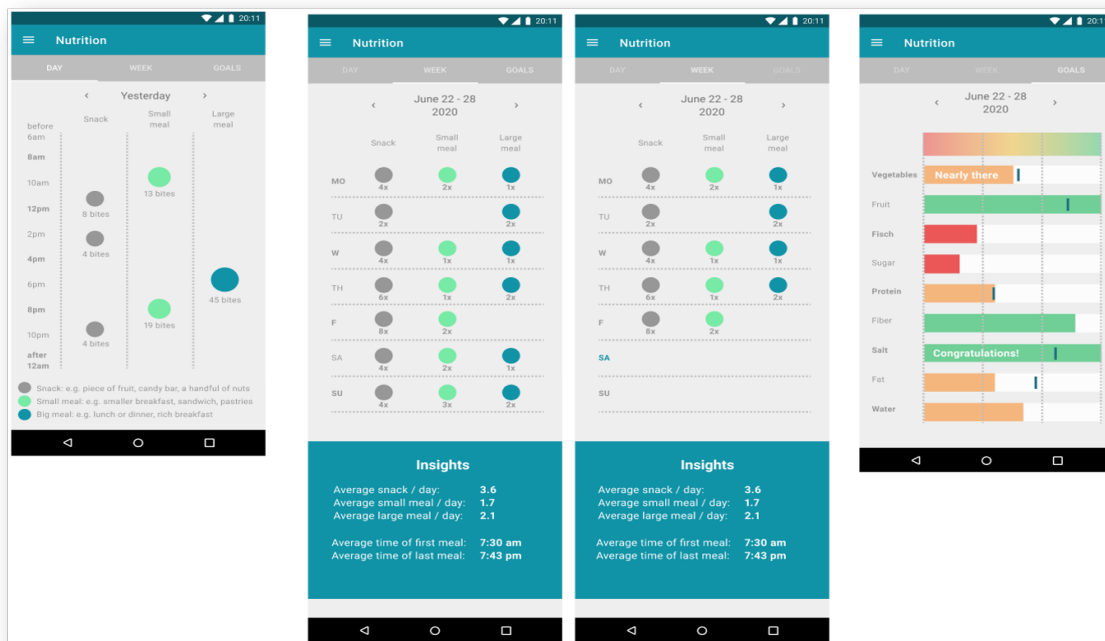 20:11
Nutrition
DAY WEEK GOALS
‹ Yesterday ›
Snack Small meal Large meal
before 6am
8am
10am
13 bites
12pm
8 bites
2pm
4 bites
4pm
6pm
45 bites
8pm
19 bites
10pm
4 bites
after 12am
Snack: e.g. piece of fruit, candy bar, a handful of nuts
Small meal: e.g. smaller breakfast, sandwich, pastries
Big meal: e.g. lunch or dinner, rich breakfast
20:11
Nutrition
DAY WEEK GOALS
‹ June 22 - 28 ›
2020
Snack Small meal Large meal
MO 4x 2x 1x
TU 2x 2x
W 4x 1x 1x
TH 6x 1x 2x
F 8x 2x
SA 4x 2x 1x
SU 4x 3x 2x
Insights
Average snack / day: 3.6
Average small meal / day: 1.7
Average large meal / day: 2.1
Average time of first meal: 7:30 am
Average time of last meal: 7:43 pm
20:11
Nutrition
DAY WEEK GOALS
‹ June 22 - 28 ›
2020
Snack Small meal Large meal
MO 4x 2x 1x
TU 2x 2x
W 4x 1x 1x
TH 6x 1x 2x
F 8x 2x
SA
SU
Insights
Average snack / day: 3.6
Average small meal / day: 1.7
Average large meal / day: 2.1
Average time of first meal: 7:30 am
Average time of last meal: 7:43 pm
20:11
Nutrition
DAY WEEK GOALS
‹ June 22 - 28 ›
2020
Vegetables Nearly there
Fruit
Fisch
Sugar
Protein
Fiber
Salt Congratulations!
Fat
Water